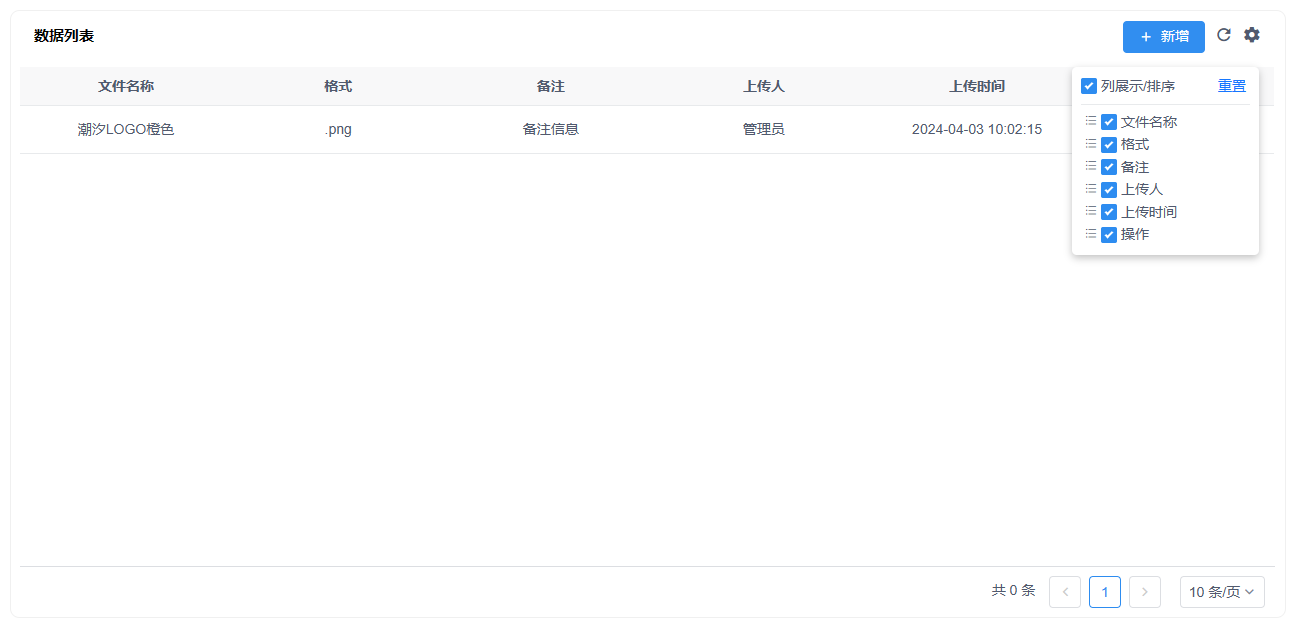 数据列表
+ 新增
文件名称 格式 备注 上传人 上传时间
潮汐LOGO橙色 .png 备注信息 管理员 2024-04-03 10:02:15
列展示/排序 重置
文件名称
格式
备注
上传人
上传时间
操作
共 0 条 1 10 条/页